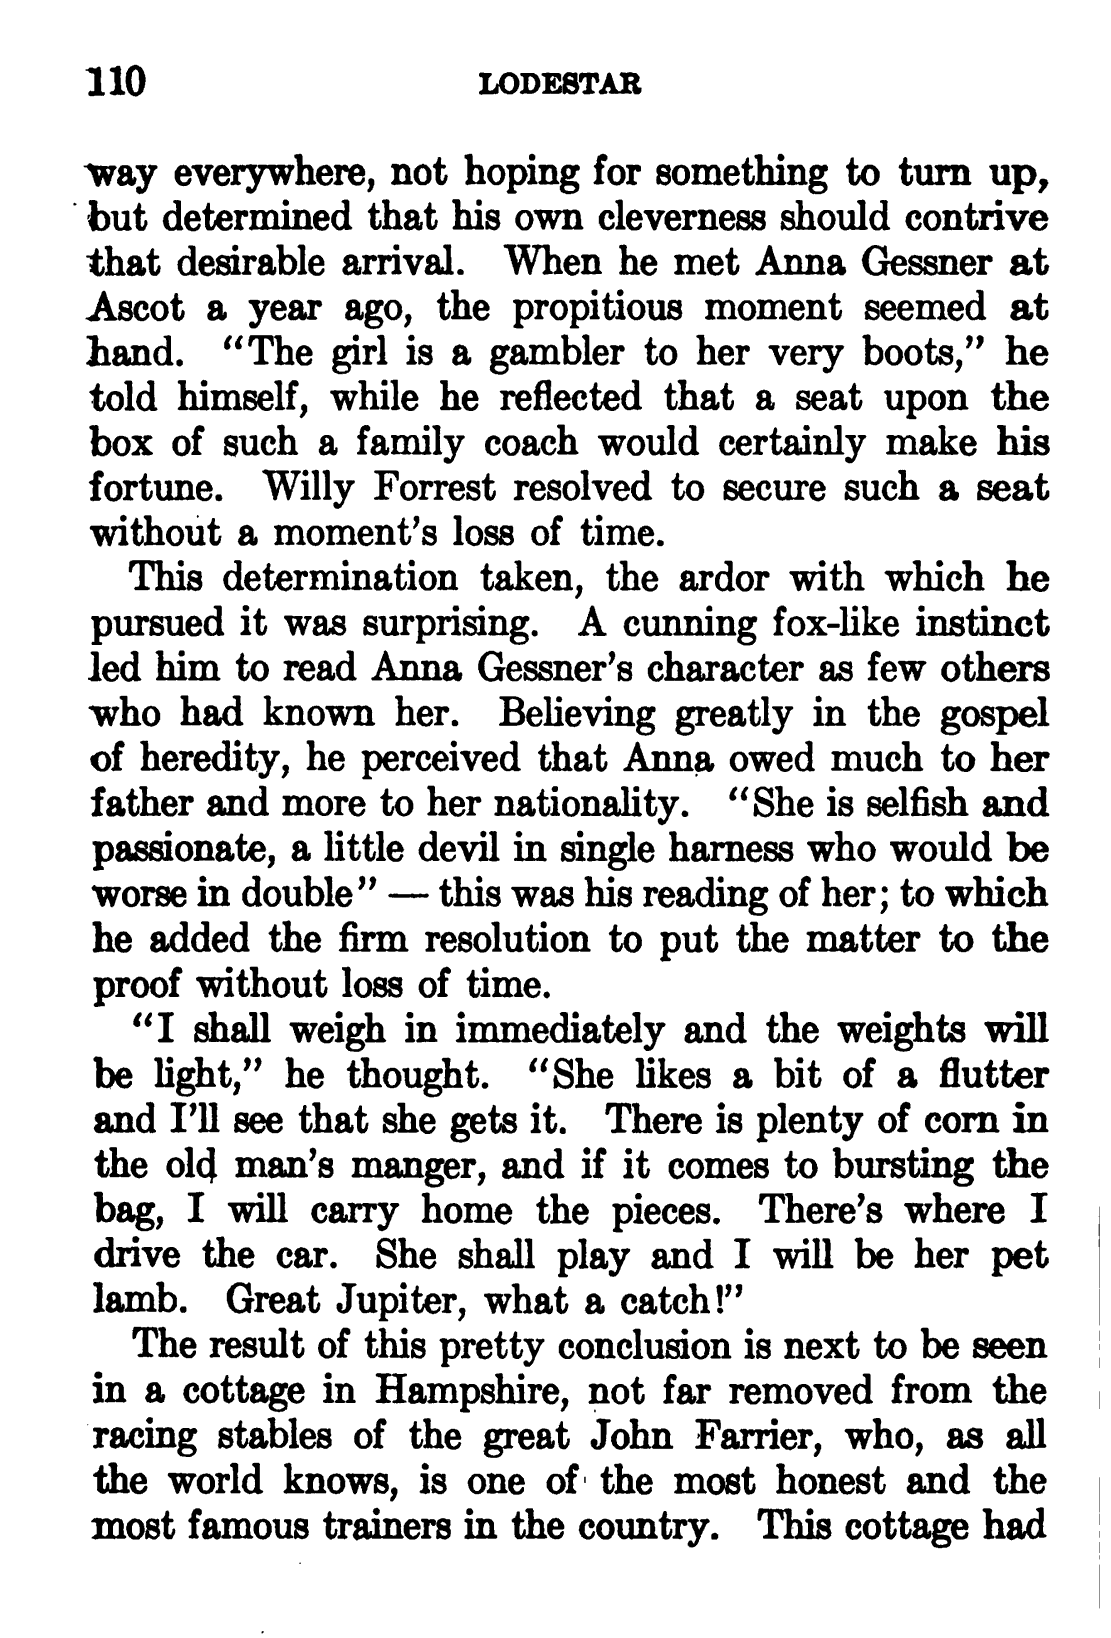 110 LODESTAR
way everywhere, not hoping for something to turn up,
but determined that his own cleverness should contrive
that desirable arrival. When he met Anna Gessner at
Ascot a year ago, the propitious moment seemed at
hand. "The girl is a gambler to her very boots," he
told himself, while he reflected that a seat upon the
box of such a family coach would certainly make his
fortune. Willy Forrest resolved to secure such a seat
without a moment's loss of time.
This determination taken, the ardor with which he
pursued it was surprising. A cunning fox-like instinct
led him to read Anna Gessner's character as few others
who had known her. Believing greatly in the gospel
of heredity, he perceived that Anna owed much to her
father and more to her nationality. "She is selfish and
passionate, a little devil in single harness who would be
worse in double" — this was his reading of her; to which
he added the firm resolution to put the matter to the
proof without loss of time.
"I shall weigh in immediately and the weights will
be light," he thought. "She likes a bit of a flutter
and I'll see that she gets it. There is plenty of corn in
the old man's manger, and if it comes to bursting the
bag, I will carry home the pieces. There's where I
drive the car. She shall play and I will be her pet
lamb. Great Jupiter, what a catch!"
The result of this pretty conclusion is next to be seen
in a cottage in Hampshire, not far removed from the
racing stables of the great John Farrier, who, as all
the world knows, is one of the most honest and the
most famous trainers in the country. This cottage had